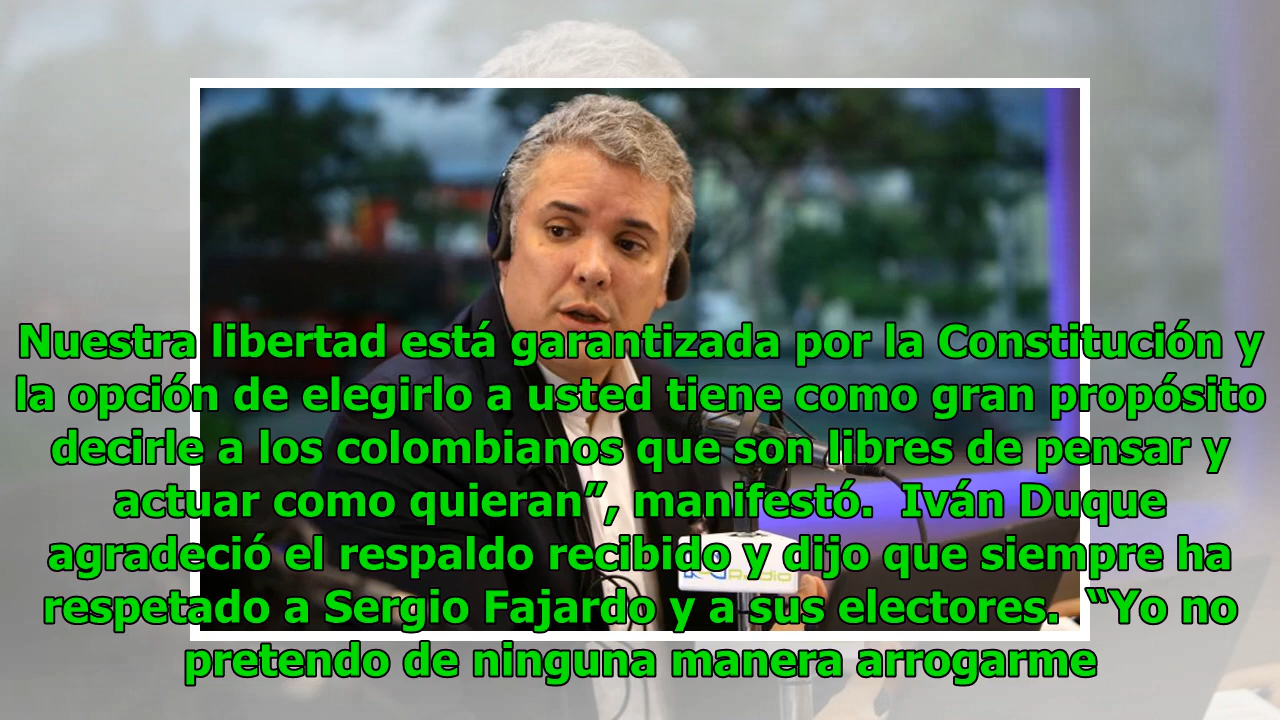 Nuestra libertad está garantizada por la Constitución y
la opción de elegirlo a usted tiene como gran propósito
decirle a los colombianos que son libres de pensar y
actuar como quieran”, manifestó. Iván Duque
agradeció el respaldo recibido y dijo que siempre ha
respetado a Sergio Fajardo y a sus electores. “Yo no
pretendo de ninguna manera arrogarme
Radio